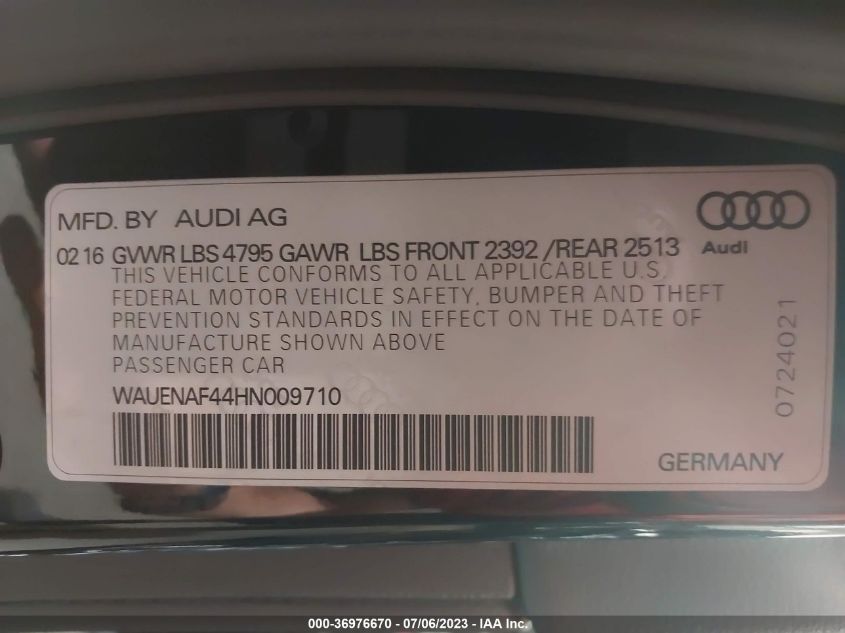 MFD. BY AUDI AG
Audi
02 16 GVWR LBS 4795 GAWR LBS FRONT 2392 /REAR 2513
THIS VEHICLE CONFORMS TO ALL APPLICABLE U.S.
FEDERAL MOTOR VEHICLE SAFETY, BUMPER AND THEFT
PREVENTION STANDARDS IN EFFECT ON THE DATE OF
MANUFACTURE SHOWN ABOVE
PASSENGER CAR
WAUENAF44HN009710
GERMANY
0724021
000-36976670 - 07/06/2023 - IAA Inc.